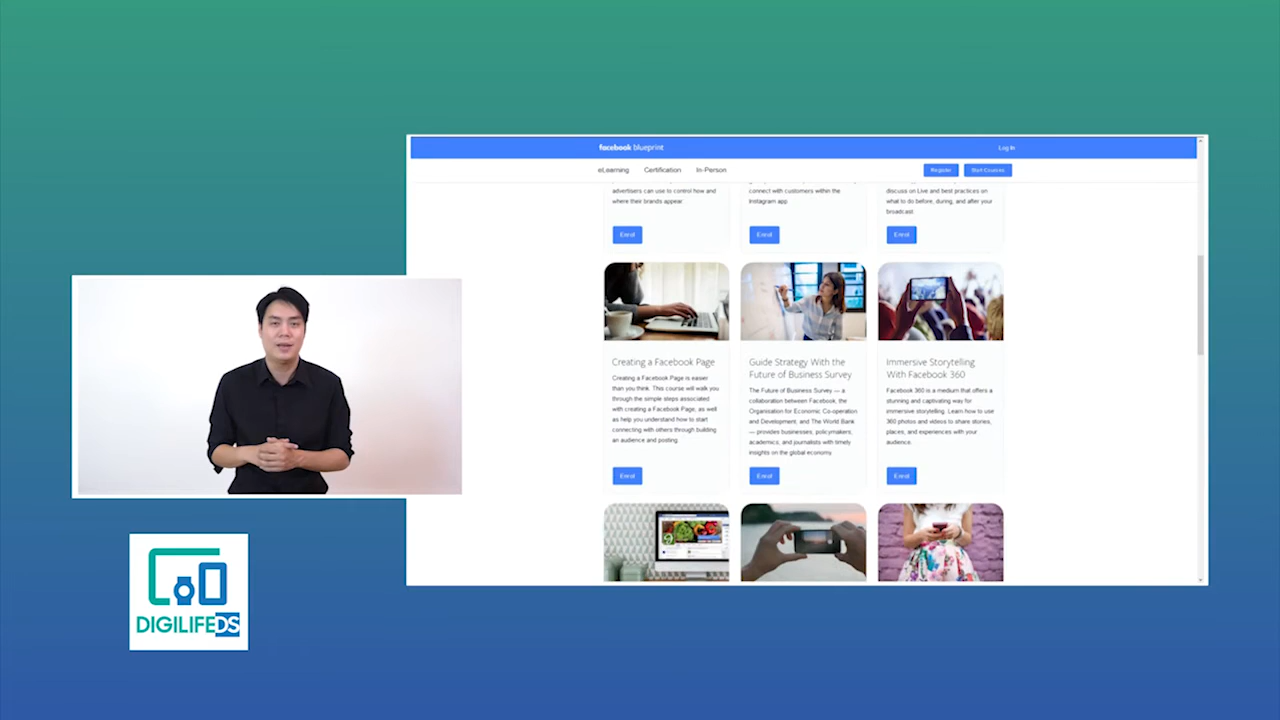 facebook blueprint
Log In
eLearning
Certification
In-Person
Register
Start Courses
advertisers can use to control how and
where their brands appear.
Enrol
connect with customers within the
Instagram app.
Enrol
discuss on Live and best practices on
what to do before, during, and after your
broadcast.
Enrol
Creating a Facebook Page
Creating a Facebook Page is easier
than you think. This course will walk you
through the simple steps associated
with creating a Facebook Page, as well
as help you understand how to start
connecting with others through building
an audience and posting.
Enrol
Guide Strategy With the
Future of Business Survey
The Future of Business Survey — a
collaboration between Facebook, the
Organisation for Economic Co-operation
and Development, and The World Bank
— provides businesses, policymakers,
academics, and journalists with timely
insights on the global economy.
Enrol
Immersive Storytelling
With Facebook 360
Facebook 360 is a medium that offers a
stunning and captivating way for
immersive storytelling. Learn how to use
360 photos and videos to share stories,
places, and experiences with your
audience.
Enrol
DIGILIFEDS